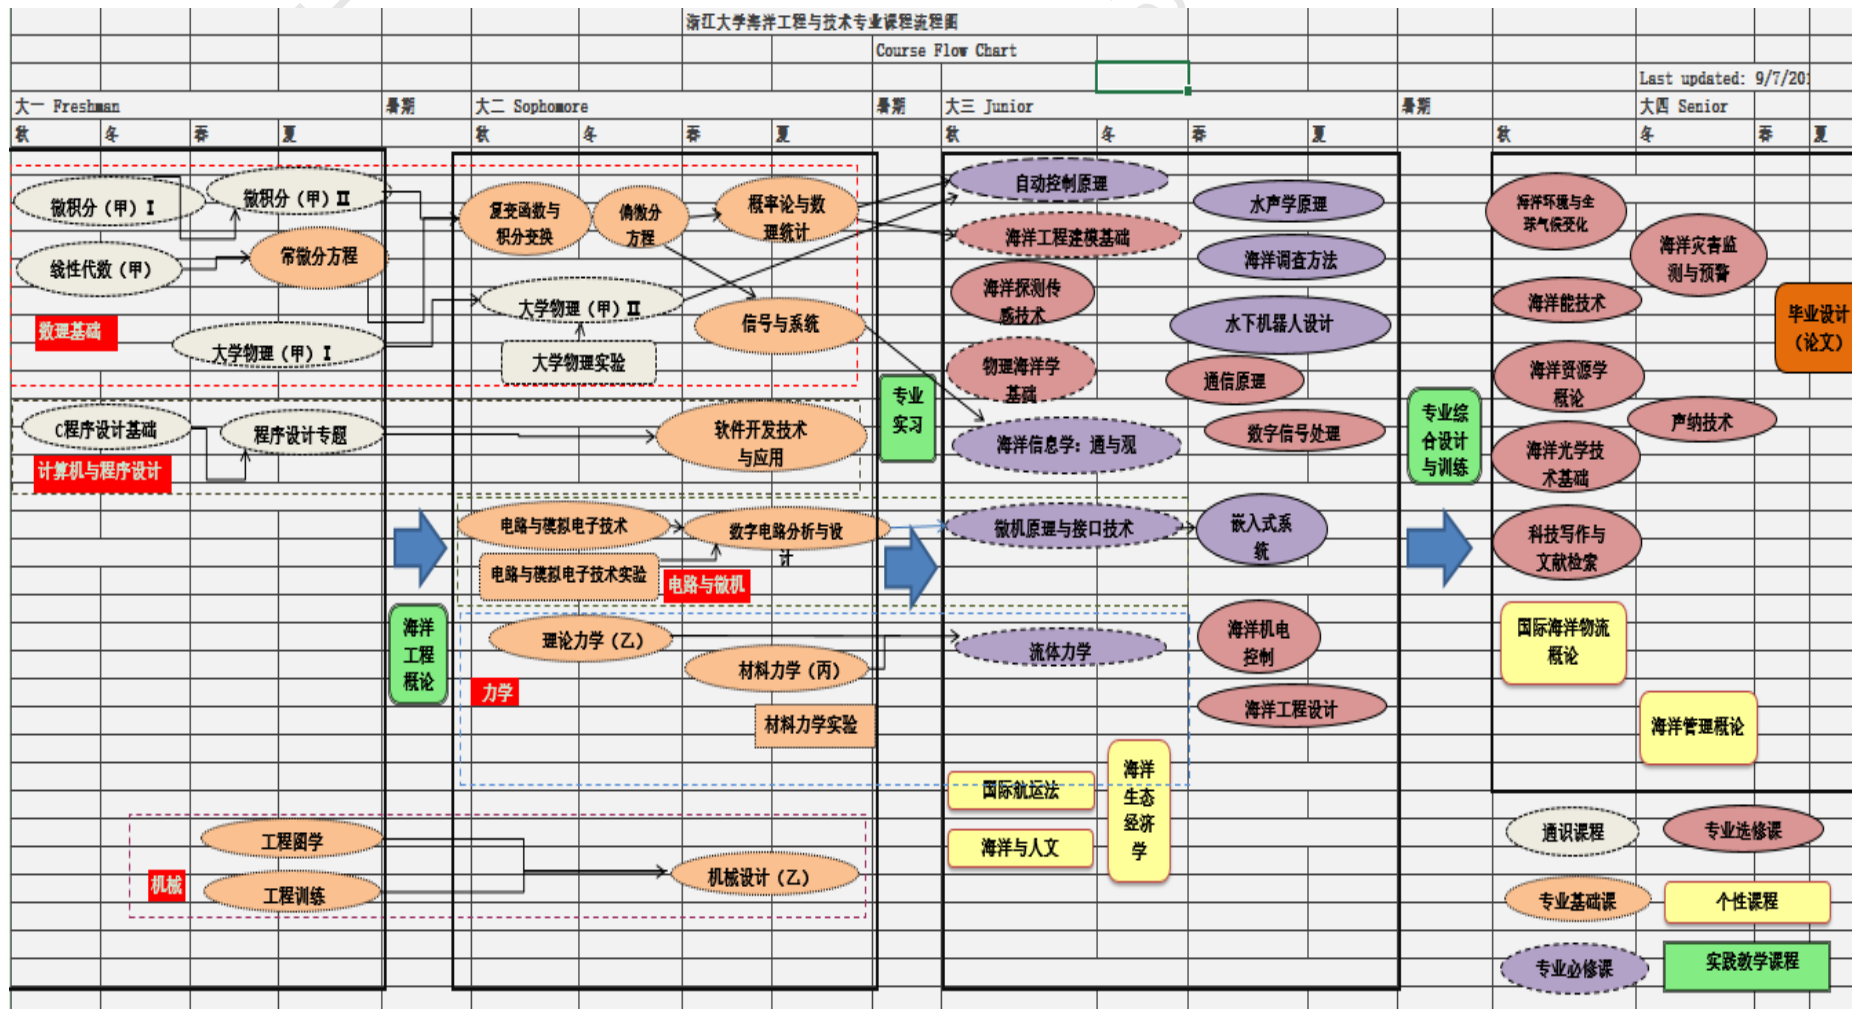 浙江大学海洋工程与技术专业课程流程图
Course Flow Chart
Last updated: 9/7/201
大一 Freshman
暑期
大二 Sophomore
暑期
大三 Junior
暑期
大四 Senior
秋
冬
春
夏
秋
冬
春
夏
秋
冬
春
夏
秋
冬
春
夏
微积分（甲）I
微积分（甲）II
线性代数（甲）
常微分方程
数理基础
大学物理（甲）I
C程序设计基础
程序设计专题
计算机与程序设计
工程图学
机械
工程训练
海洋
工程
概论
复变函数与
积分变换
偏微分
方程
概率论与数
理统计
大学物理（甲）II
信号与系统
大学物理实验
软件开发技术
与应用
电路与模拟电子技术
数字电路分析与设
计
电路与模拟电子技术实验
电路与微机
理论力学（乙）
材料力学（丙）
力学
材料力学实验
机械设计（乙）
专业
实习
自动控制原理
水声学原理
海洋工程建模基础
海洋调查方法
海洋探测传
感技术
水下机器人设计
物理海洋学
基础
通信原理
海洋信息学：通与观
数字信号处理
微机原理与接口技术
嵌入式系
统
流体力学
海洋机电
控制
海洋工程设计
国际航运法
海洋
生态
经济
学
海洋与人文
专业综
合设计
与训练
海洋环境与全
球气候变化
海洋灾害监
测与预警
海洋能技术
毕业设计
（论文）
海洋资源学
概论
声纳技术
海洋光学技
术基础
科技写作与
文献检索
国际海洋物流
概论
海洋管理概论
通识课程
专业选修课
专业基础课
个性课程
专业必修课
实践教学课程